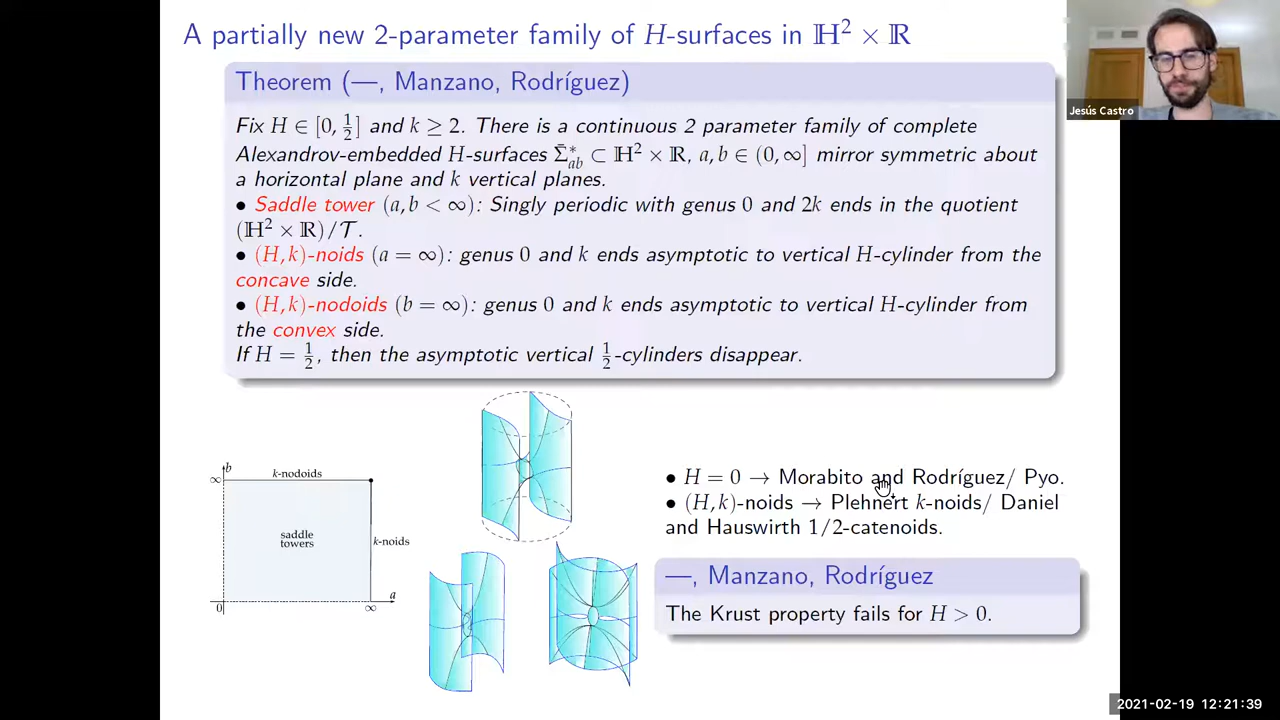 A partially new 2-parameter family of H-surfaces in ℍ² × ℝ
Jesús Castro
Theorem (—, Manzano, Rodríguez)
Fix H ∈ [0, 1/2] and k ≥ 2. There is a continuous 2 parameter family of complete
Alexandrov-embedded H-surfaces Σ̄*_ab ⊂ ℍ² × ℝ, a, b ∈ (0, ∞] mirror symmetric about
a horizontal plane and k vertical planes.
• Saddle tower (a, b < ∞): Singly periodic with genus 0 and 2k ends in the quotient
(ℍ² × ℝ)/𝒯.
• (H, k)-noids (a = ∞): genus 0 and k ends asymptotic to vertical H-cylinder from the
concave side.
• (H, k)-nodoids (b = ∞): genus 0 and k ends asymptotic to vertical H-cylinder from
the convex side.
If H = 1/2, then the asymptotic vertical 1/2-cylinders disappear.
b
∞
k-nodoids
saddle
towers
k-noids
a
0
∞
• H = 0 → Morabito and Rodríguez/ Pyo.
• (H, k)-noids → Plehnert k-noids/ Daniel
and Hauswirth 1/2-catenoids.
—, Manzano, Rodríguez
The Krust property fails for H > 0.
2021-02-19 12:21:39